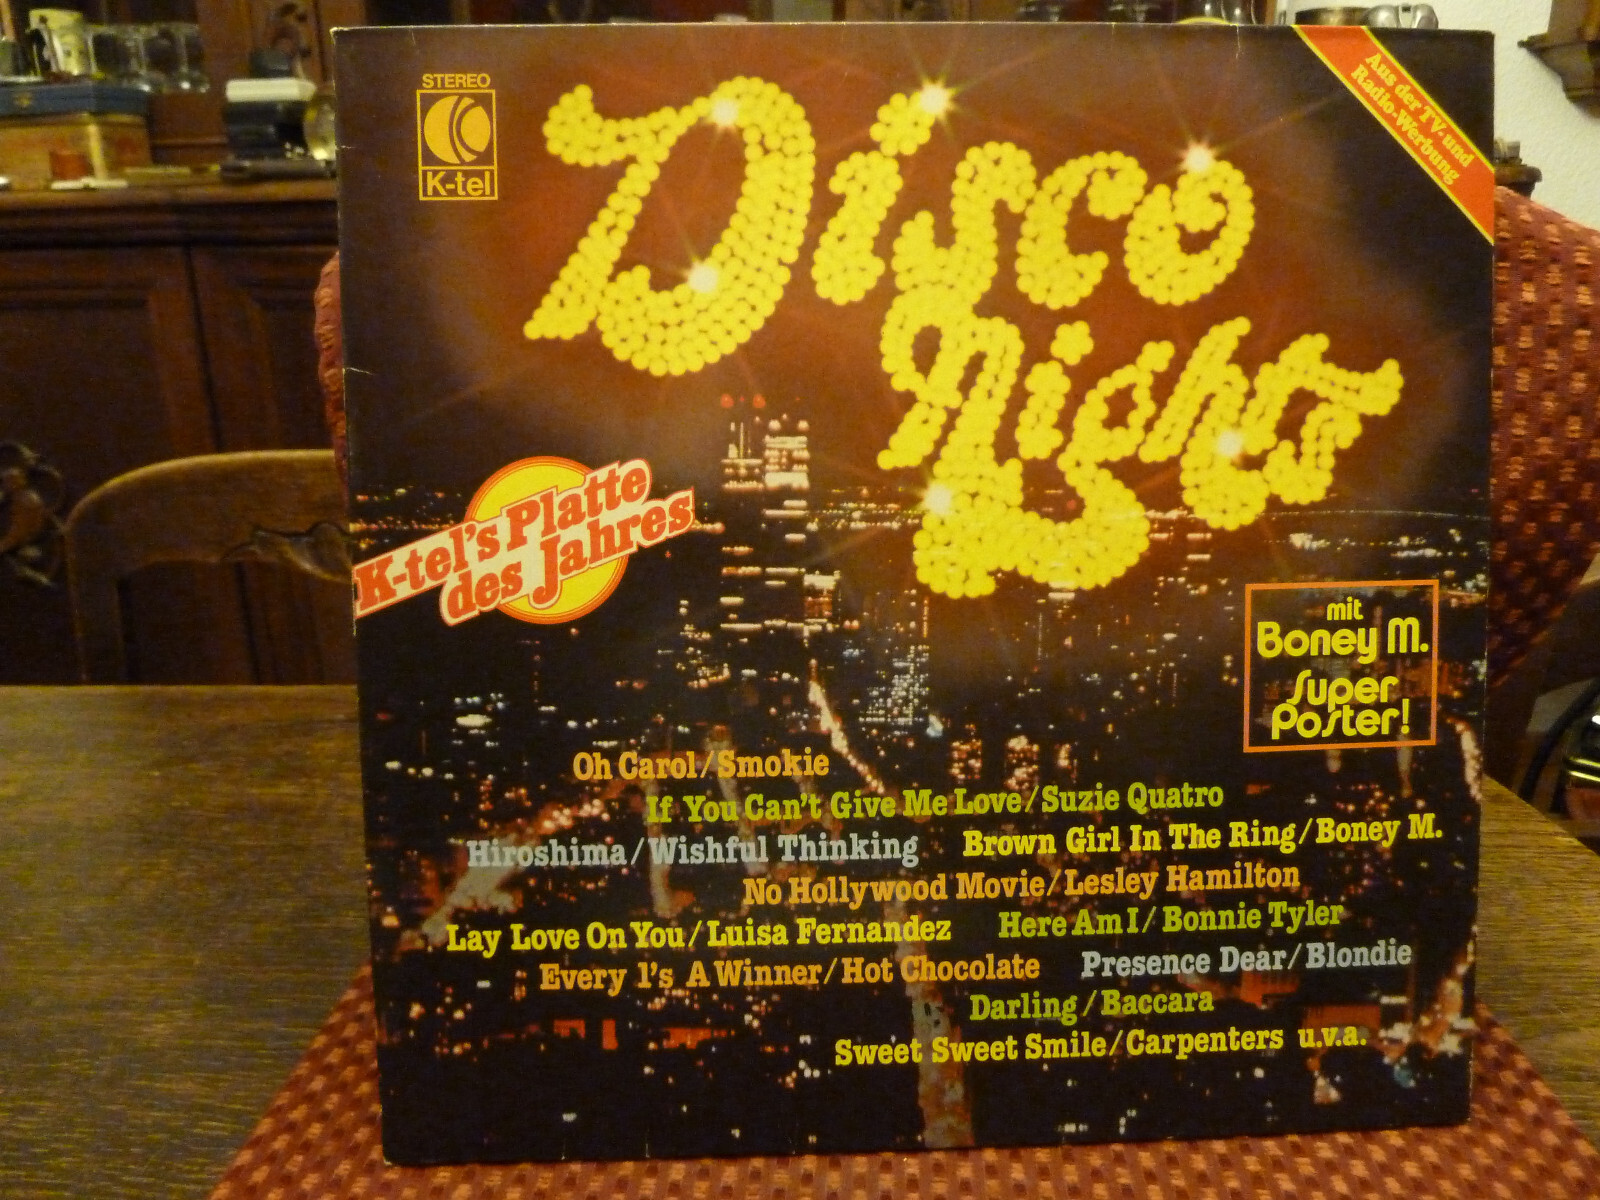 STEREO
K-tel
Disco
Nights
Aus der TV-und
Radio-Werbung
K-tel's Platte
des Jahres
mit
Boney M.
Super
Poster!
Oh Carol/Smokie
If You Can't Give Me Love/Suzie Quatro
Hiroshima/Wishful Thinking Brown Girl In The Ring/Boney M.
No Hollywood Movie/Lesley Hamilton
Lay Love On You/Luisa Fernandez Here Am I/Bonnie Tyler
Every 1's A Winner/Hot Chocolate Presence Dear/Blondie
Darling/Baccara
Sweet Sweet Smile/Carpenters u.v.a.